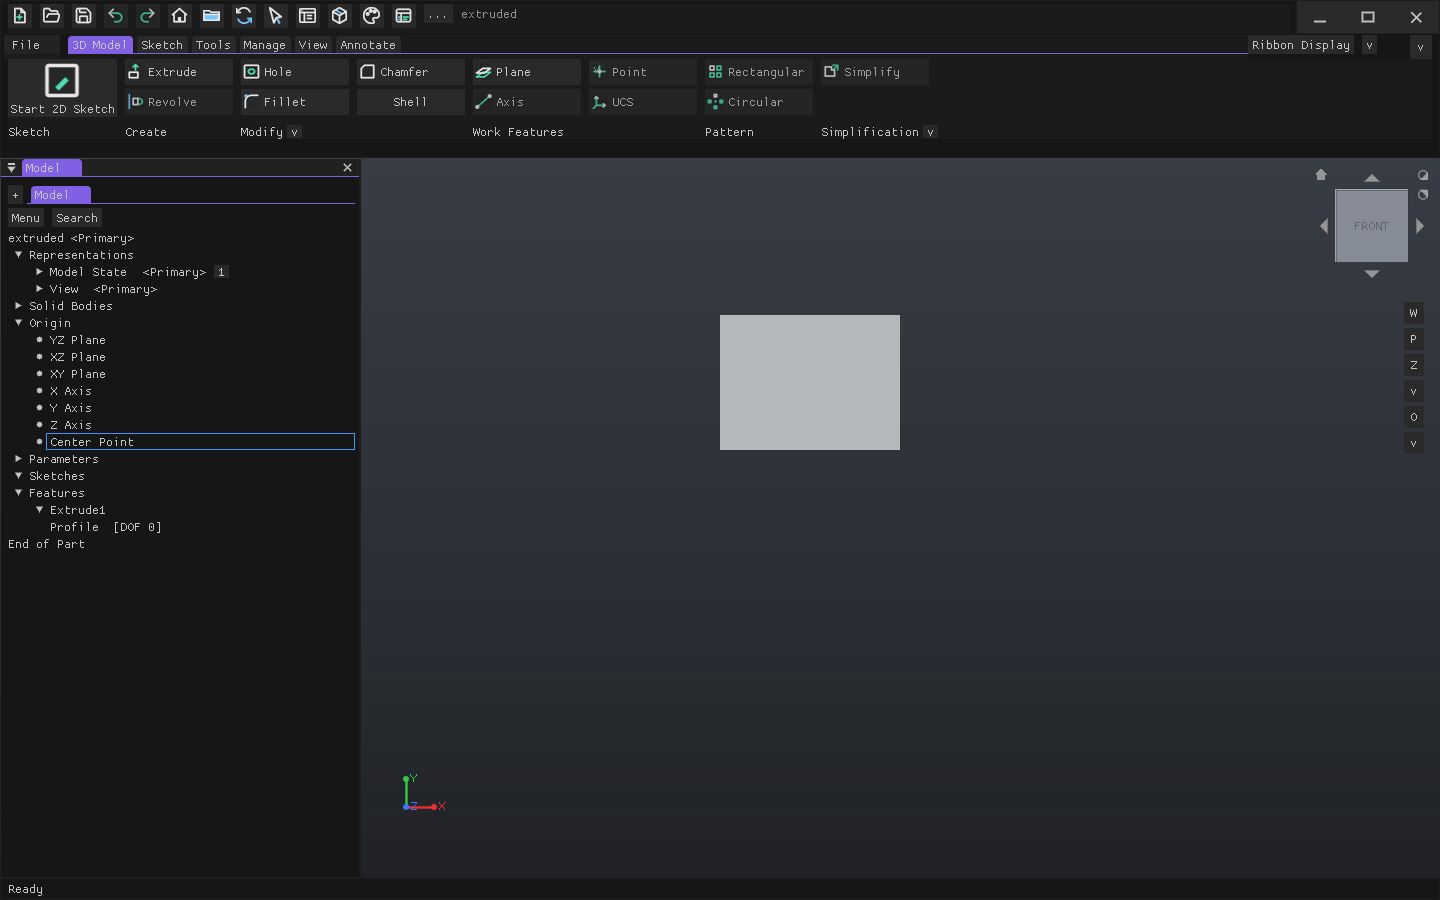 ... extruded
File 3D Model Sketch Tools Manage View Annotate Ribbon Display v v
Start 2D Sketch
Extrude Hole Chamfer Plane Point Rectangular Simplify
Revolve Fillet Shell Axis UCS Circular
Sketch Create Modify v Work Features Pattern Simplification v
Model
+ Model
Menu Search
extruded <Primary>
Representations
Model State <Primary> 1
View <Primary>
Solid Bodies
Origin
YZ Plane
XZ Plane
XY Plane
X Axis
Y Axis
Z Axis
Center Point
Parameters
Sketches
Features
Extrude1
Profile [DOF 0]
End of Part
FRONT
W
P
Z
v
O
v
Y
Z X
Ready